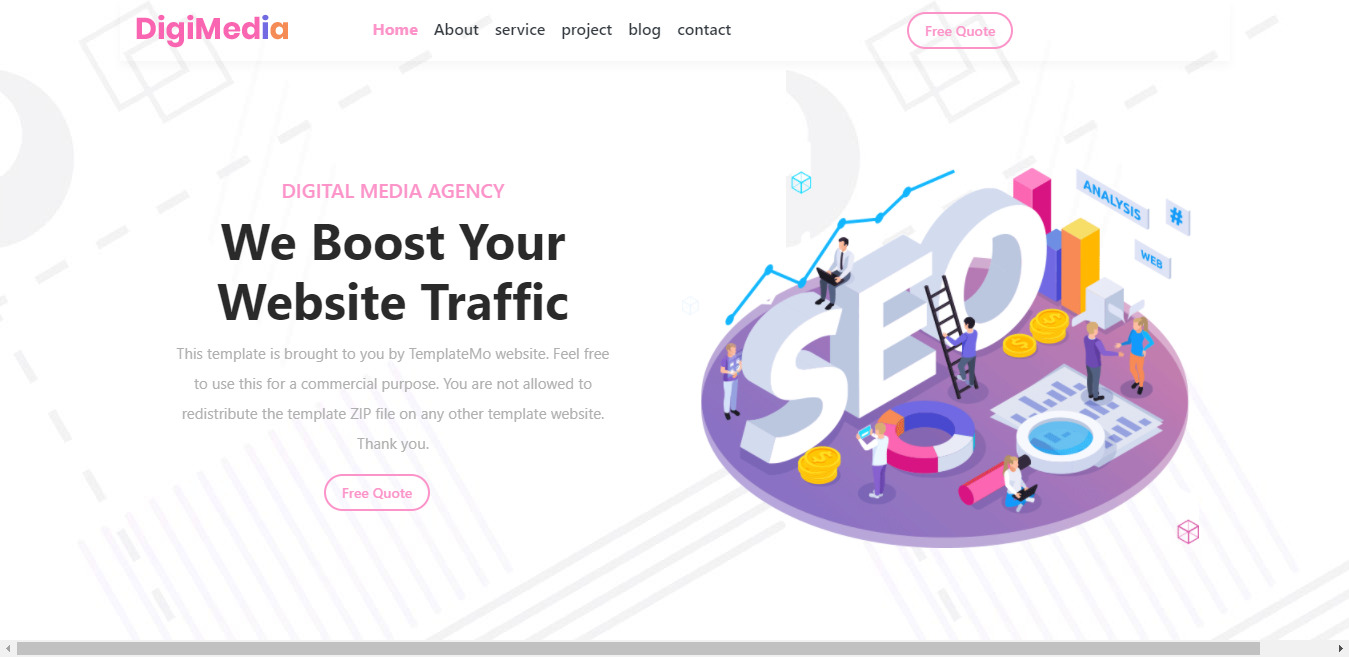 DigiMedia
Home About service project blog contact
Free Quote
DIGITAL MEDIA AGENCY
We Boost Your
Website Traffic
This template is brought to you by TemplateMo website. Feel free
to use this for a commercial purpose. You are not allowed to
redistribute the template ZIP file on any other template website.
Thank you.
Free Quote
ANALYSIS
#
WEB
SEO